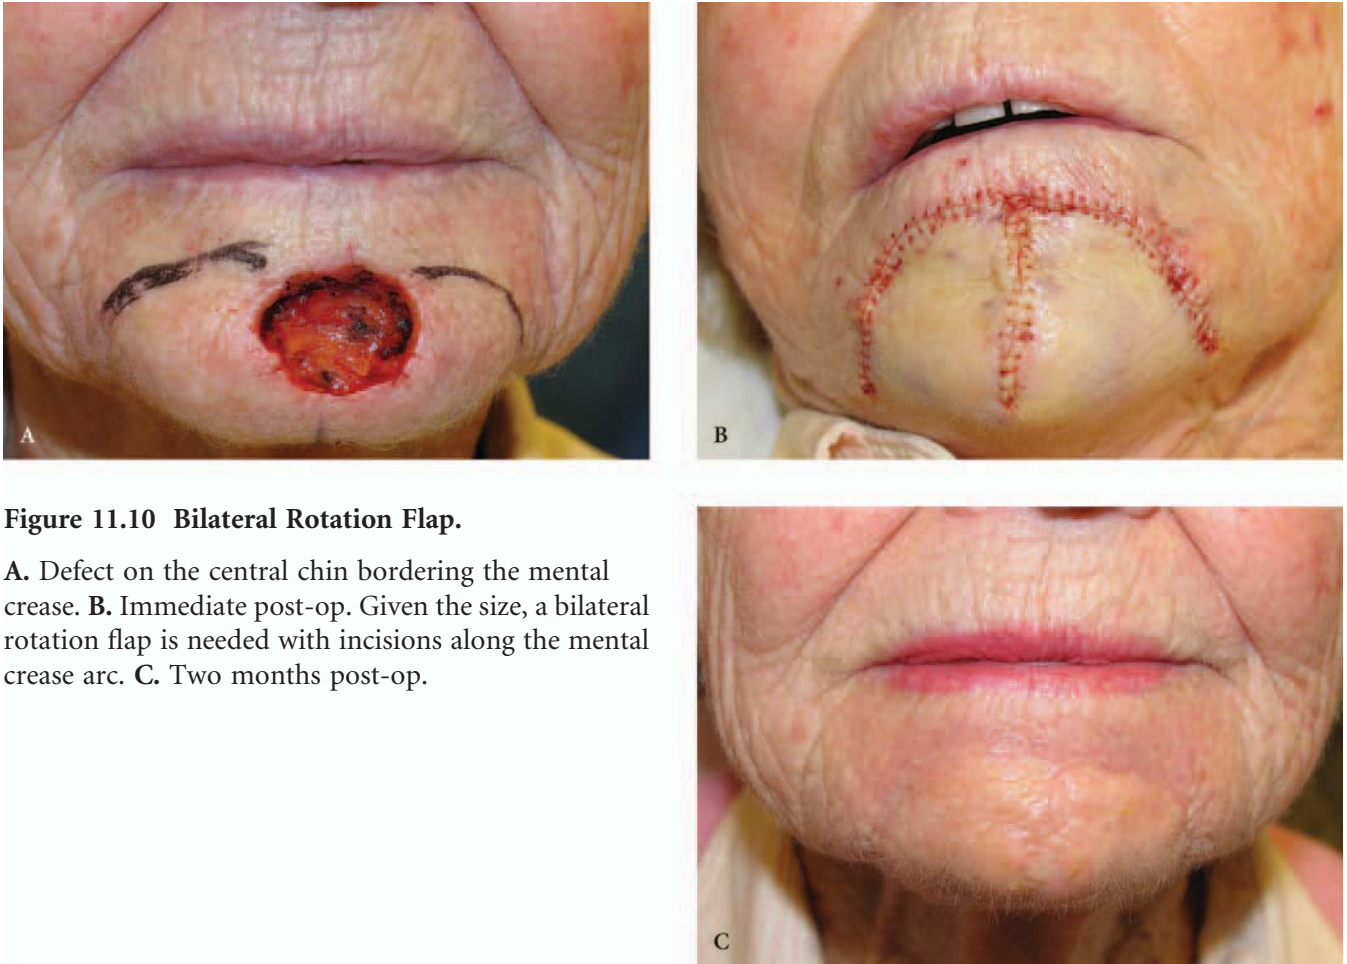 A
B
Figure 11.10 Bilateral Rotation Flap.
A. Defect on the central chin bordering the mental
crease. B. Immediate post-op. Given the size, a bilateral
rotation flap is needed with incisions along the mental
crease arc. C. Two months post-op.
C